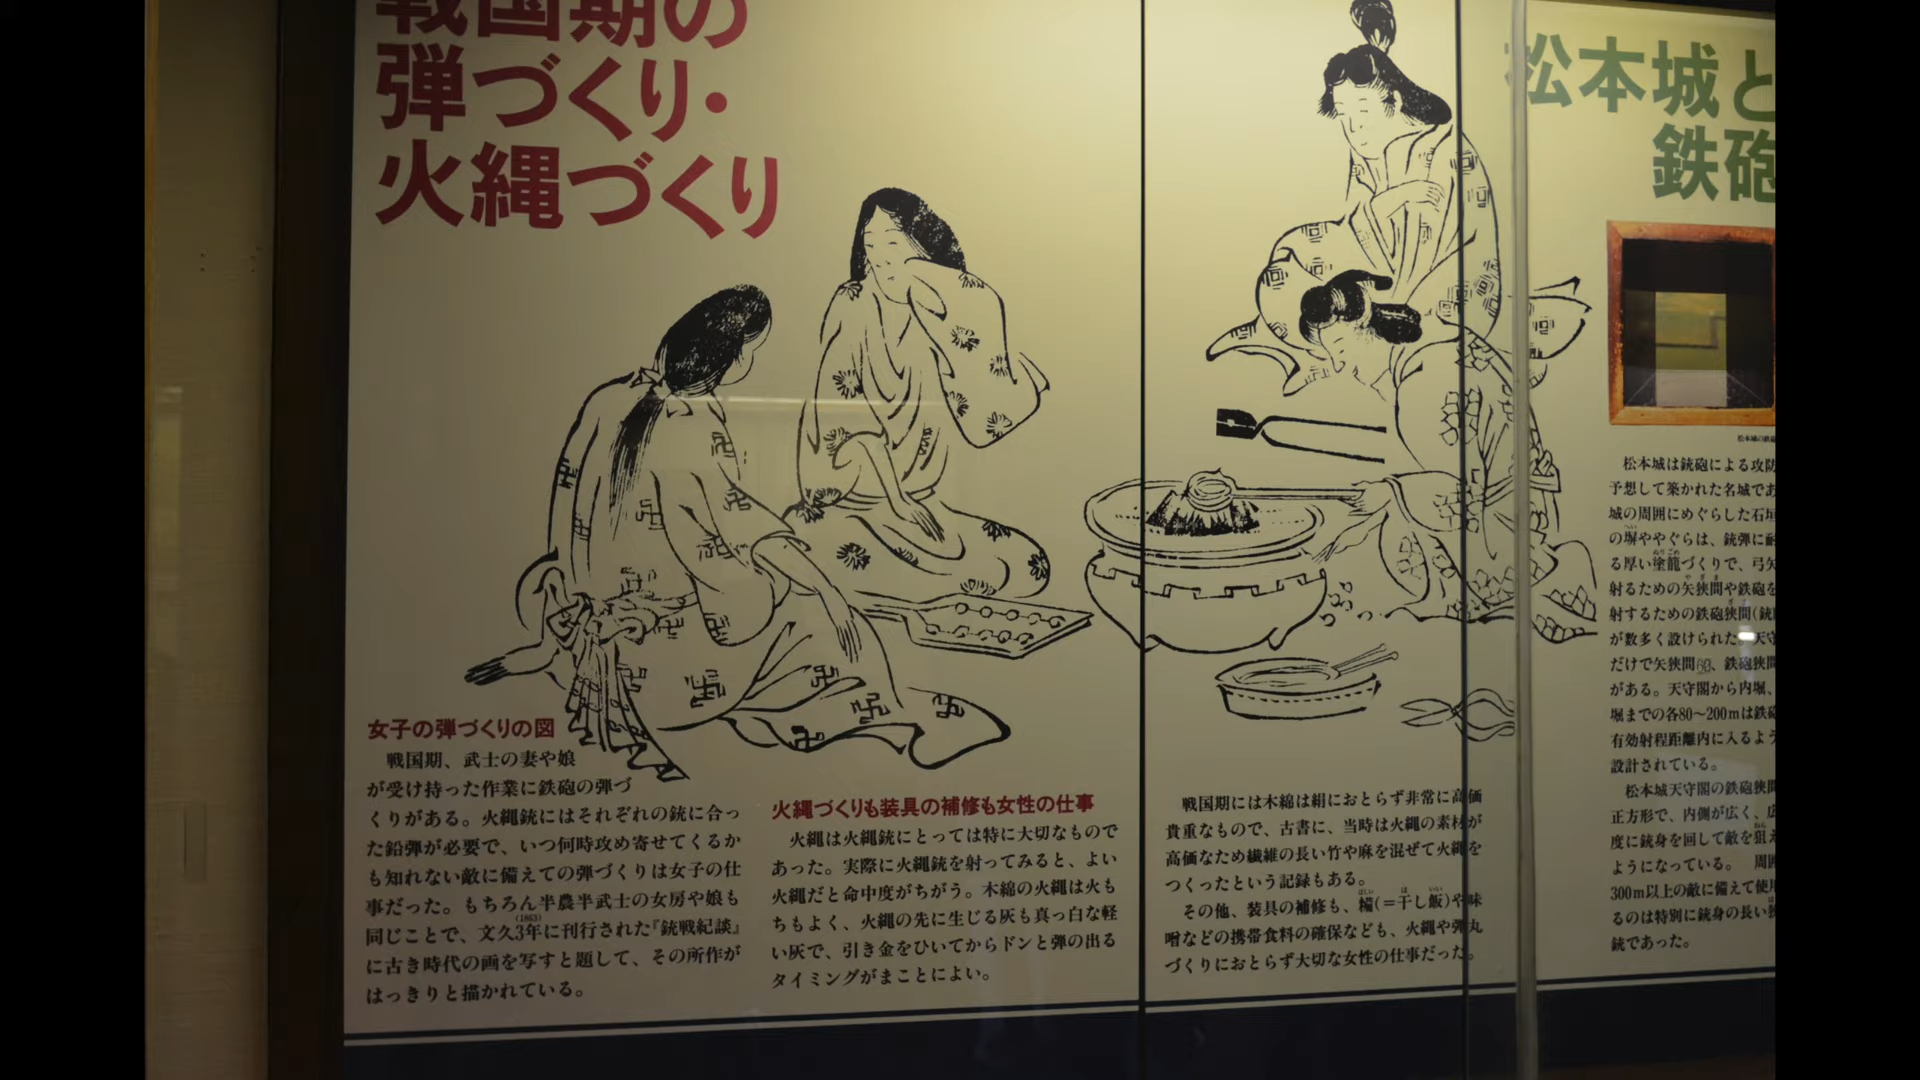 戦国期の
弾づくり・
火縄づくり
女子の弾づくりの図
戦国期、武士の妻や娘
が受け持った作業に鉄砲の弾づ
くりがある。火縄銃にはそれぞれの銃に合っ
た鉛弾が必要で、いつ何時攻め寄せてくるか
も知れない敵に備えての弾づくりは女子の仕
事だった。もちろん半農半武士の女房や娘も
同じことで、文久3年(1863)に刊行された『銃戦紀談』
に古き時代の画を写すと題して、その所作が
はっきりと描かれている。
火縄づくりも装具の補修も女性の仕事
火縄は火縄銃にとっては特に大切なもので
あった。実際に火縄銃を射ってみると、よい
火縄だと命中度がちがう。木綿の火縄は火も
ちもよく、火縄の先に生じる灰も真っ白な軽
い灰で、引き金をひいてからドンと弾の出る
タイミングがまことによい。
戦国期には木綿は絹におとらず非常に高価
貴重なもので、古書に、当時は火縄の素材が
高価なため繊維の長い竹や麻を混ぜて火縄を
つくったという記録もある。
その他、装具の補修も、糒(=干し飯)や味
噌などの携帯食料の確保なども、火縄や弾丸
づくりにおとらず大切な女性の仕事だった。
松本城と
鉄砲
松本城の鉄砲
松本城は銃砲による攻防
予想して築かれた名城であ
城の周囲にめぐらした石垣
の塀ややぐらは、銃弾に耐
る厚い塗籠づくりで、弓矢
射るための矢狭間や鉄砲を
射するための鉄砲狭間(銃眼
が数多く設けられた。天守
だけで矢狭間60、鉄砲狭間
がある。天守閣から内堀、
堀までの各80〜200mは鉄砲
有効射程距離内に入るよう
設計されている。
松本城天守閣の鉄砲狭間
正方形で、内側が広く、広
度に銃身を回して敵を狙え
ようになっている。 周囲
300m以上の敵に備えて使用
るのは特別に銃身の長い狭
銃であった。